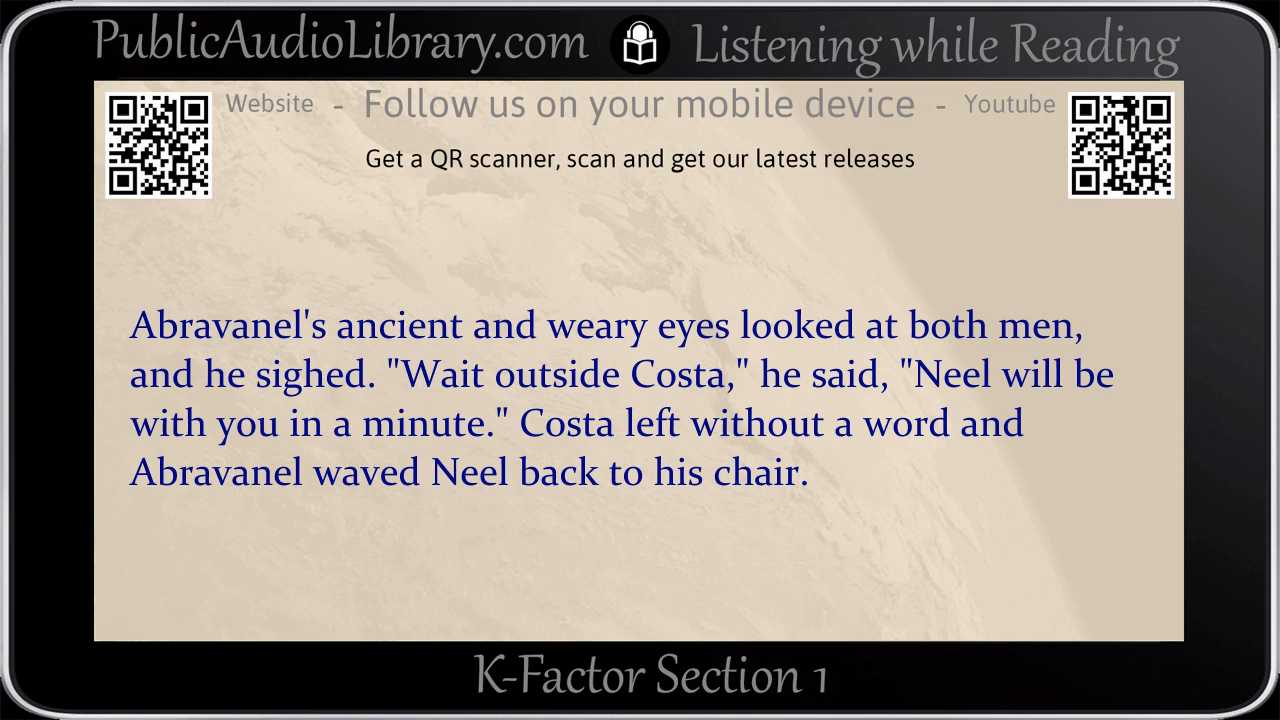 PublicAudioLibrary.com Listening while Reading
Website - Follow us on your mobile device - Youtube
Get a QR scanner, scan and get our latest releases
Abravanel's ancient and weary eyes looked at both men,
and he sighed. "Wait outside Costa," he said, "Neel will be
with you in a minute." Costa left without a word and
Abravanel waved Neel back to his chair.
K-Factor Section 1